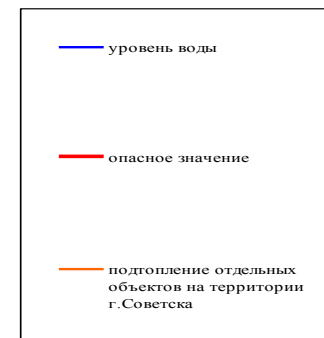 уровень воды
опасное значение
подтопление отдельных
объектов на территории
г.Советска